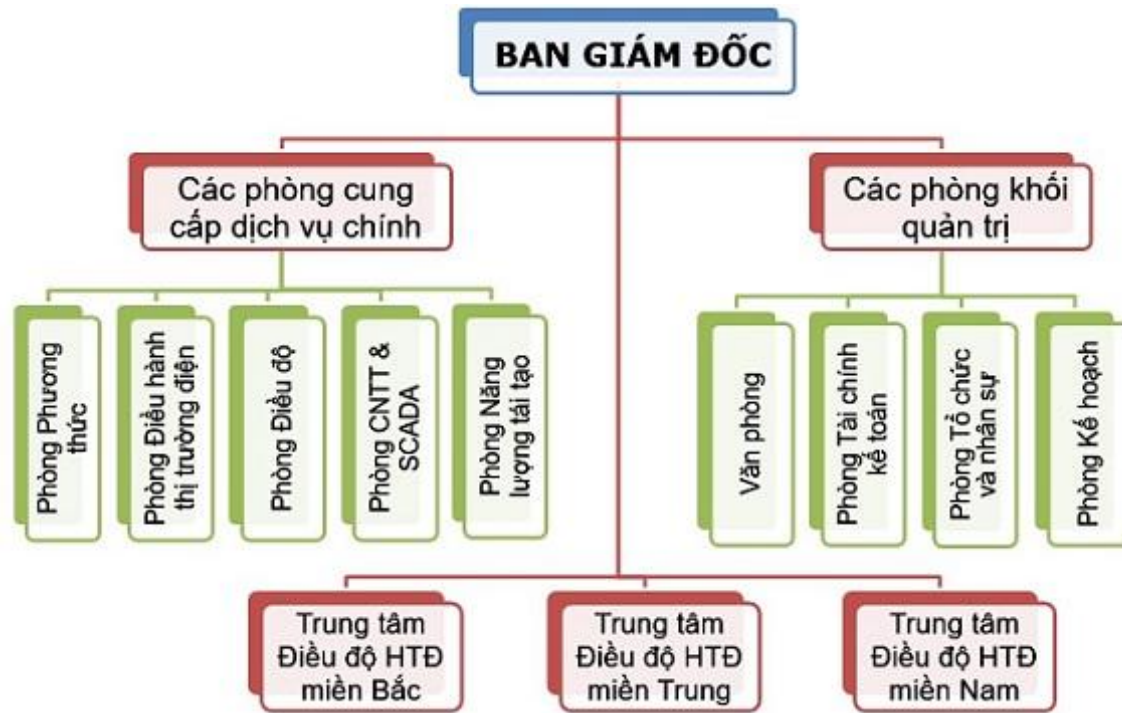 BAN GIÁM ĐỐC
Các phòng cung
cấp dịch vụ chính
Các phòng khối
quản trị
Phòng Phương
thức
Phòng Điều hành
thị trường điện
Phòng Điều độ
Phòng CNTT &
SCADA
Phòng Năng
lượng tái tạo
Văn phòng
Phòng Tài chính
kế toán
Phòng Tổ chức
và nhân sự
Phòng Kế hoạch
Trung tâm
Điều độ HTĐ
miền Bắc
Trung tâm
Điều độ HTĐ
miền Trung
Trung tâm
Điều độ HTĐ
miền Nam